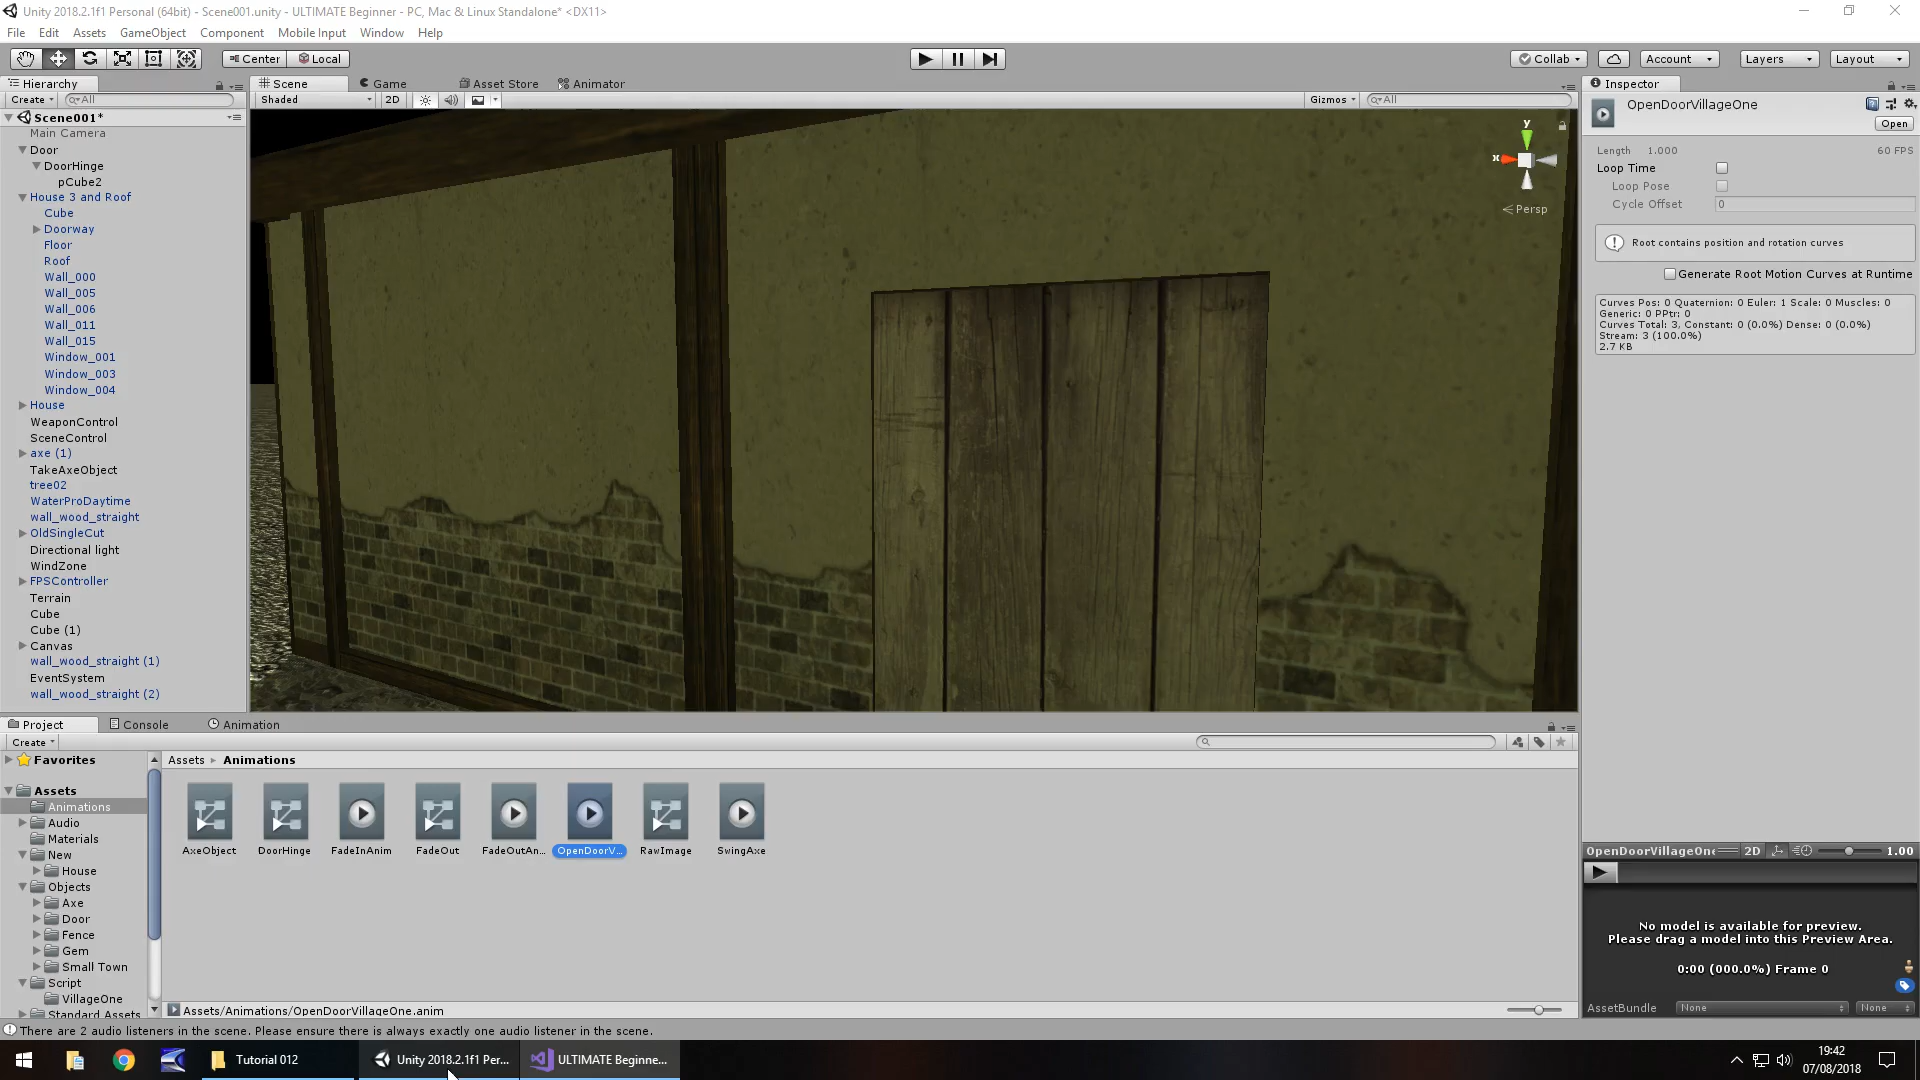 Unity 2018.2.1f1 Personal (64bit) - Scene001.unity - ULTIMATE Beginner - PC, Mac & Linux Standalone* <DX11>
File Edit Assets GameObject Component Mobile Input Window Help
Center Local Collab Account Layers Layout
Hierarchy
Create All
Scene001*
Main Camera
Door
DoorHinge
pCube2
House 3 and Roof
Cube
Doorway
Floor
Roof
Wall_000
Wall_005
Wall_006
Wall_011
Wall_015
Window_001
Window_003
Window_004
House
WeaponControl
SceneControl
axe (1)
TakeAxeObject
tree02
WaterProDaytime
wall_wood_straight
OldSingleCut
Directional light
WindZone
FPSController
Terrain
Cube
Cube (1)
Canvas
wall_wood_straight (1)
EventSystem
wall_wood_straight (2)
Scene Game Asset Store Animator
Shaded 2D Gizmos All
y
x
Persp
Inspector
OpenDoorVillageOne
Open
Length 1.000 60 FPS
Loop Time
Loop Pose
Cycle Offset 0
Root contains position and rotation curves
Generate Root Motion Curves at Runtime
Curves Pos: 0 Quaternion: 0 Euler: 1 Scale: 0 Muscles: 0
Generic: 0 PPtr: 0
Curves Total: 3, Constant: 0 (0.0%) Dense: 0 (0.0%)
Stream: 3 (100.0%)
2.7 KB
Project Console Animation
Create
Favorites
Assets
Animations
Audio
Materials
New
House
Objects
Axe
Door
Fence
Gem
Small Town
Script
VillageOne
Standard Assets
Assets Animations
AxeObject DoorHinge FadeInAnim FadeOut FadeOutAn... OpenDoorV... RawImage SwingAxe
Assets/Animations/OpenDoorVillageOne.anim
OpenDoorVillageOne 2D 1.00
No model is available for preview.
Please drag a model into this Preview Area.
0:00 (000.0%) Frame 0
AssetBundle None None
There are 2 audio listeners in the scene. Please ensure there is always exactly one audio listener in the scene.
Tutorial 012 Unity 2018.2.1f1 Per... ULTIMATE Beginne...
19:42
07/08/2018